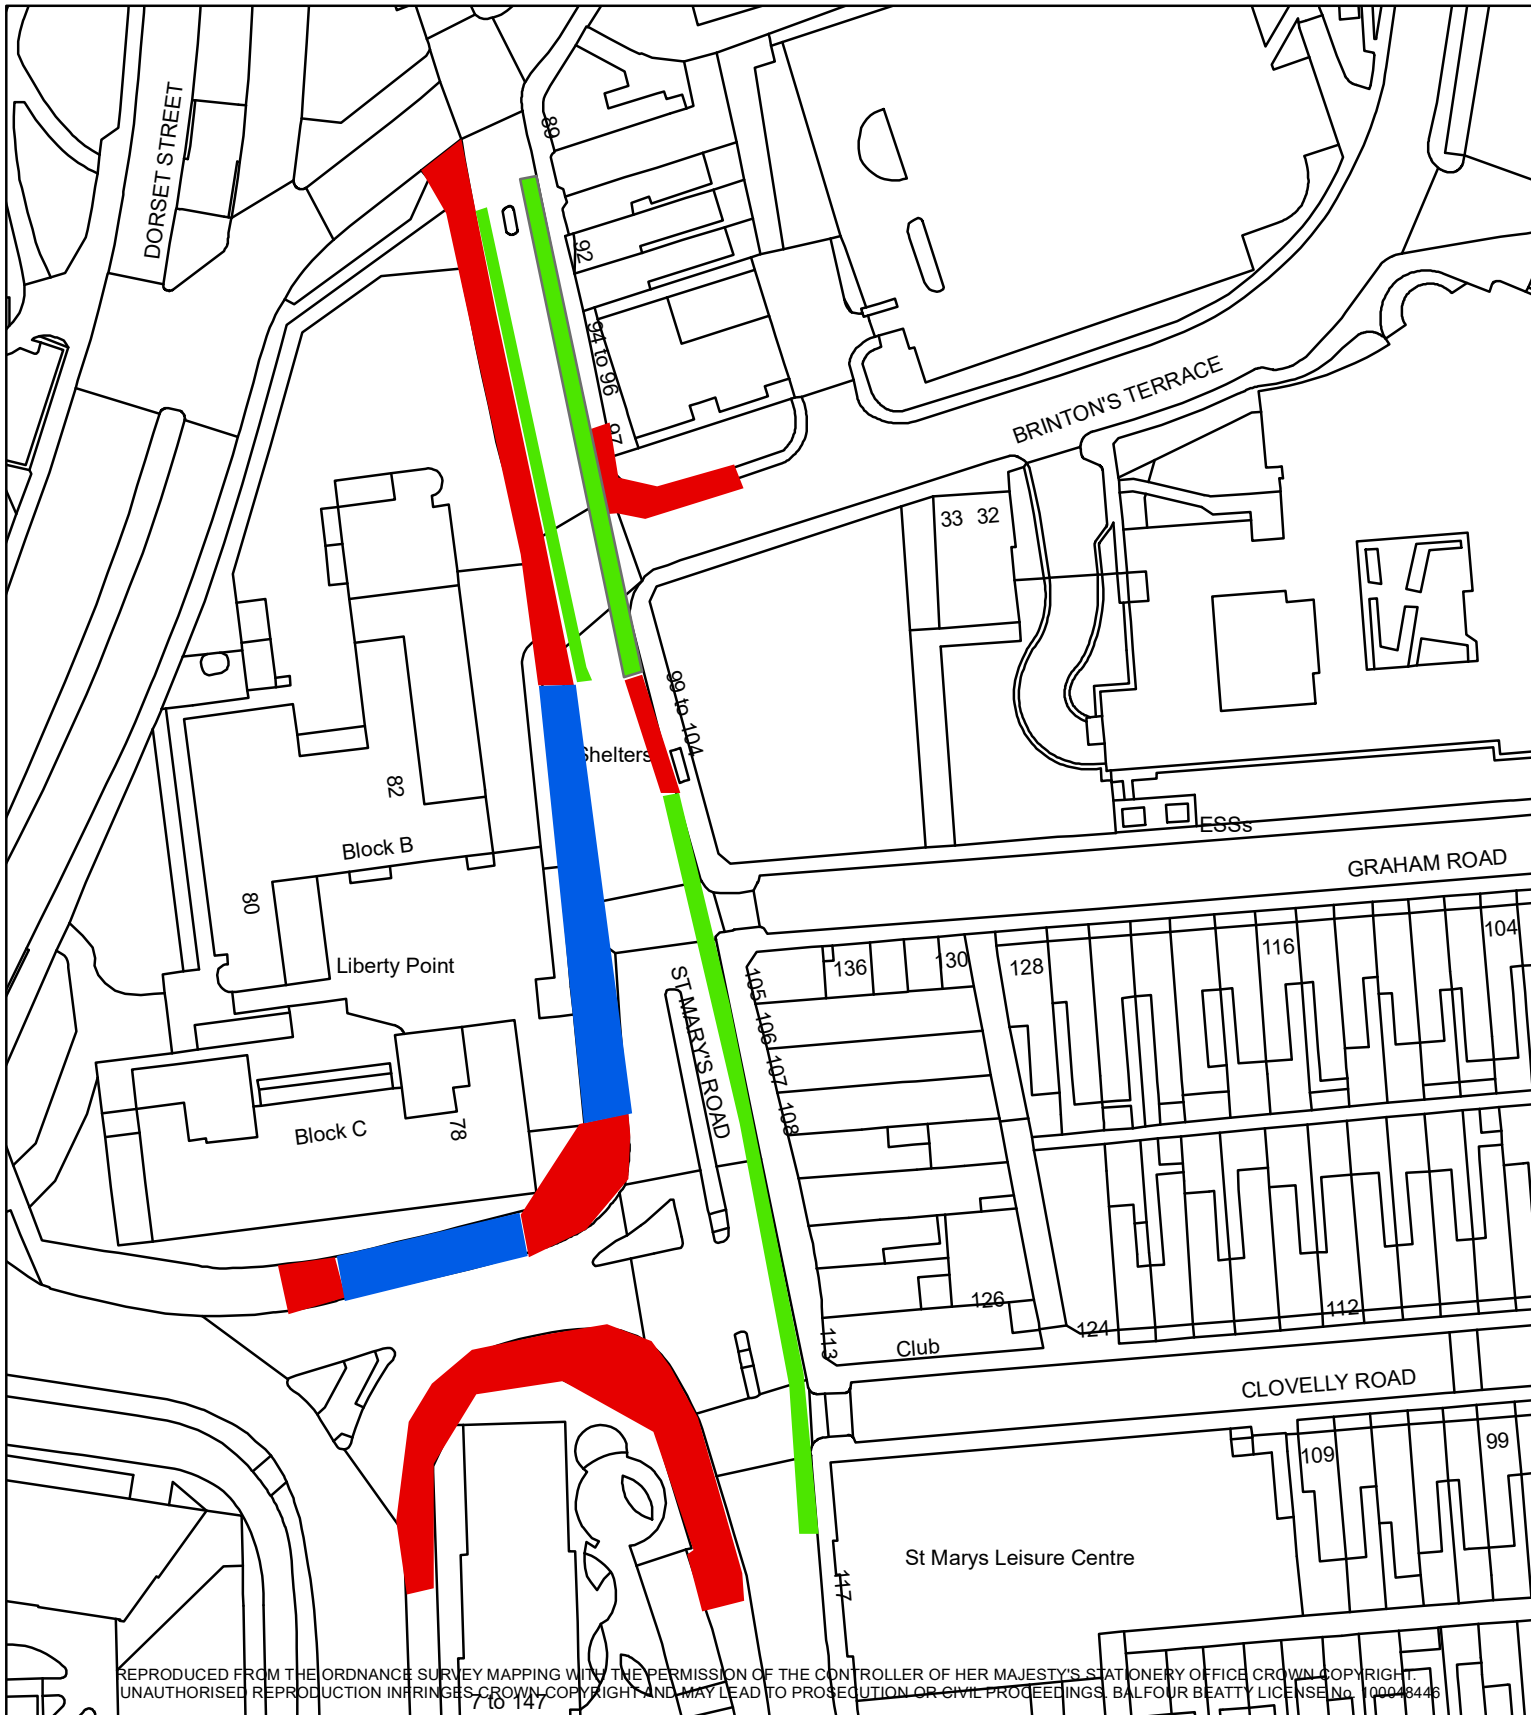 DORSET STREET
89
92
94 to 96
97
BRINTON'S TERRACE
33 32
99 to 104
Shelters
82
Block B
ESSs
GRAHAM ROAD
80
Liberty Point
ST MARY'S ROAD
136
130
128
116
104
105 106 107 108
Block C
78
126
124
112
113
Club
CLOVELLY ROAD
109
99
St Marys Leisure Centre
117
REPRODUCED FROM THE ORDNANCE SURVEY MAPPING WITH THE PERMISSION OF THE CONTROLLER OF HER MAJESTY'S STATIONERY OFFICE CROWN COPYRIGHT.
UNAUTHORISED REPRODUCTION INFRINGES CROWN COPYRIGHT AND MAY LEAD TO PROSECUTION OR CIVIL PROCEEDINGS. BALFOUR BEATTY LICENSE No. 100048446
7 to 147